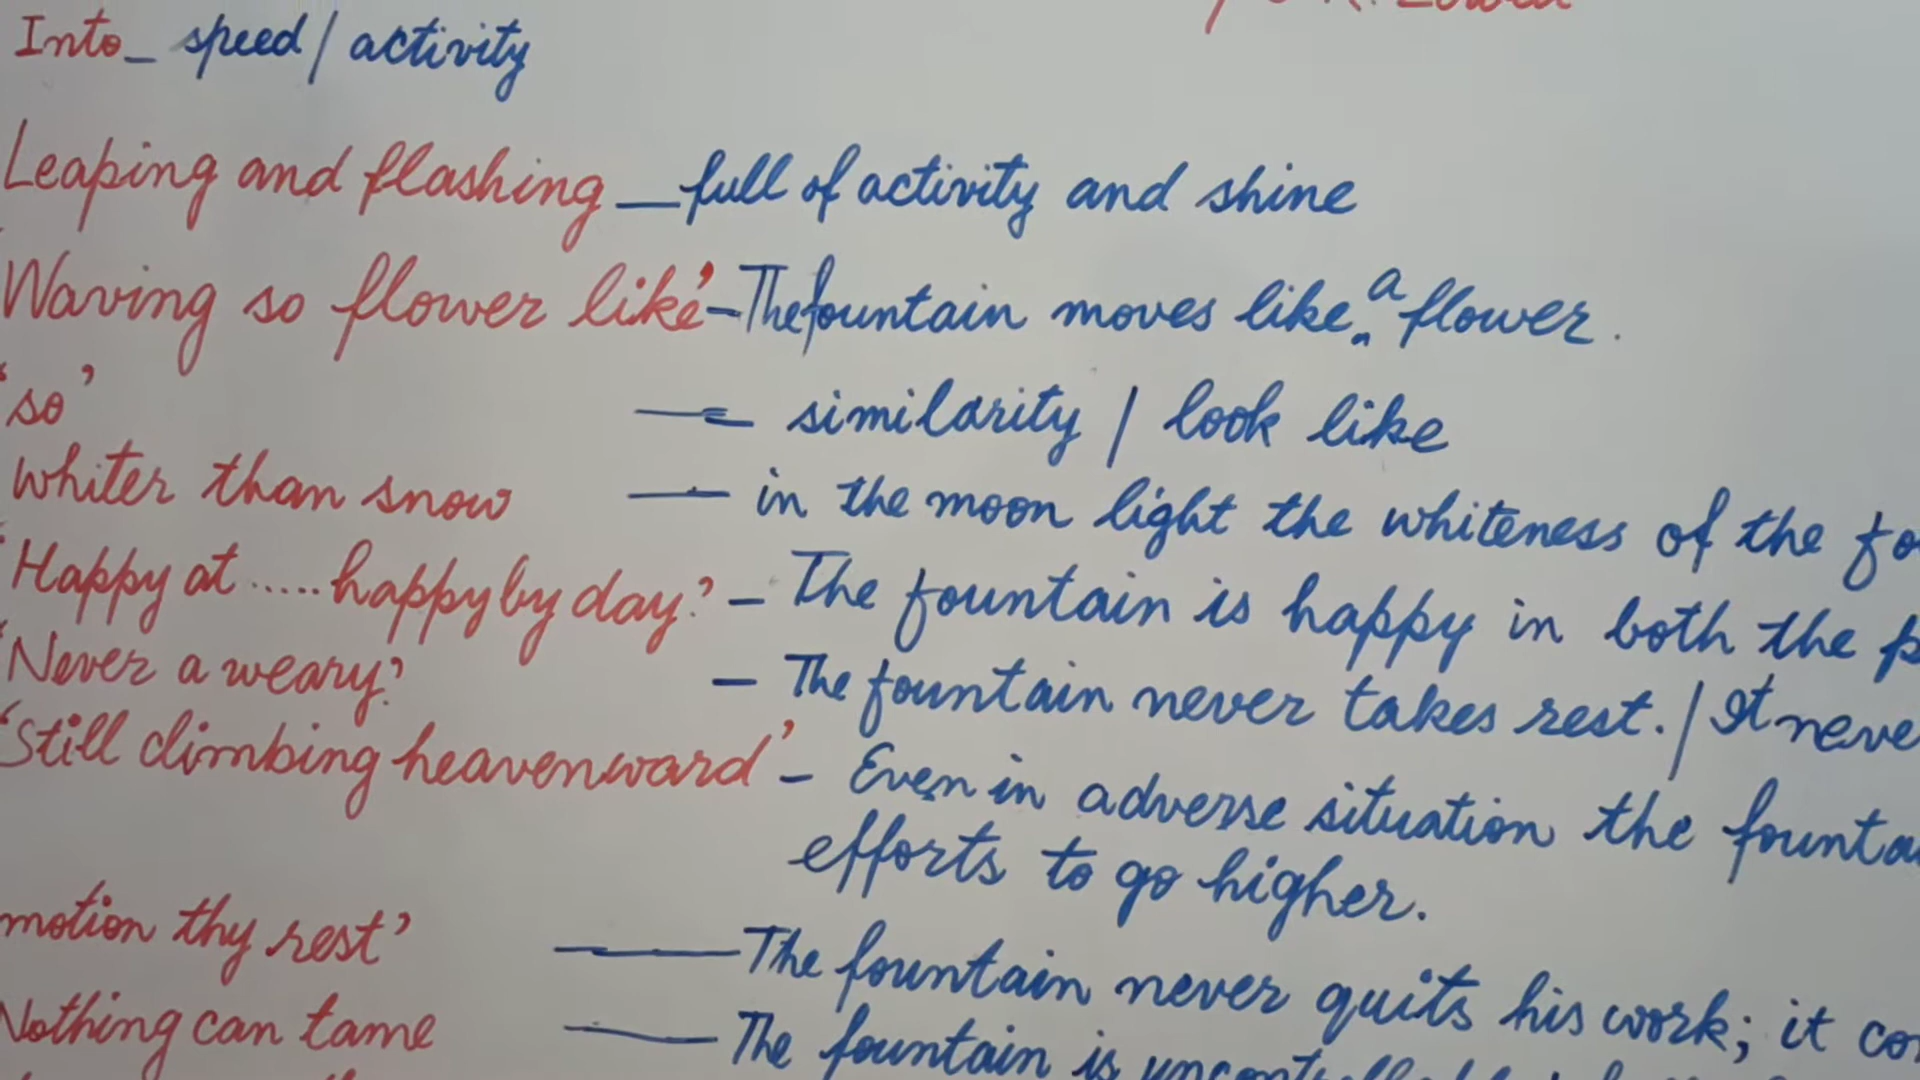 Lowell
Into_ speed / activity
Leaping and flashing — full of activity and shine
Waving so flower like' - The fountain moves like a flower.
'so' — similarity / look like
whiter than snow — in the moon light the whiteness of the fo
'Happy at ..... happy by day.' - The fountain is happy in both the p
'Never a weary.' - The fountain never takes rest. / It neve
'Still climbing heavenward' - Even in adverse situation the founta
efforts to go higher.
motion thy rest' — The fountain never quits his work; it co
Nothing can tame — The fountain is